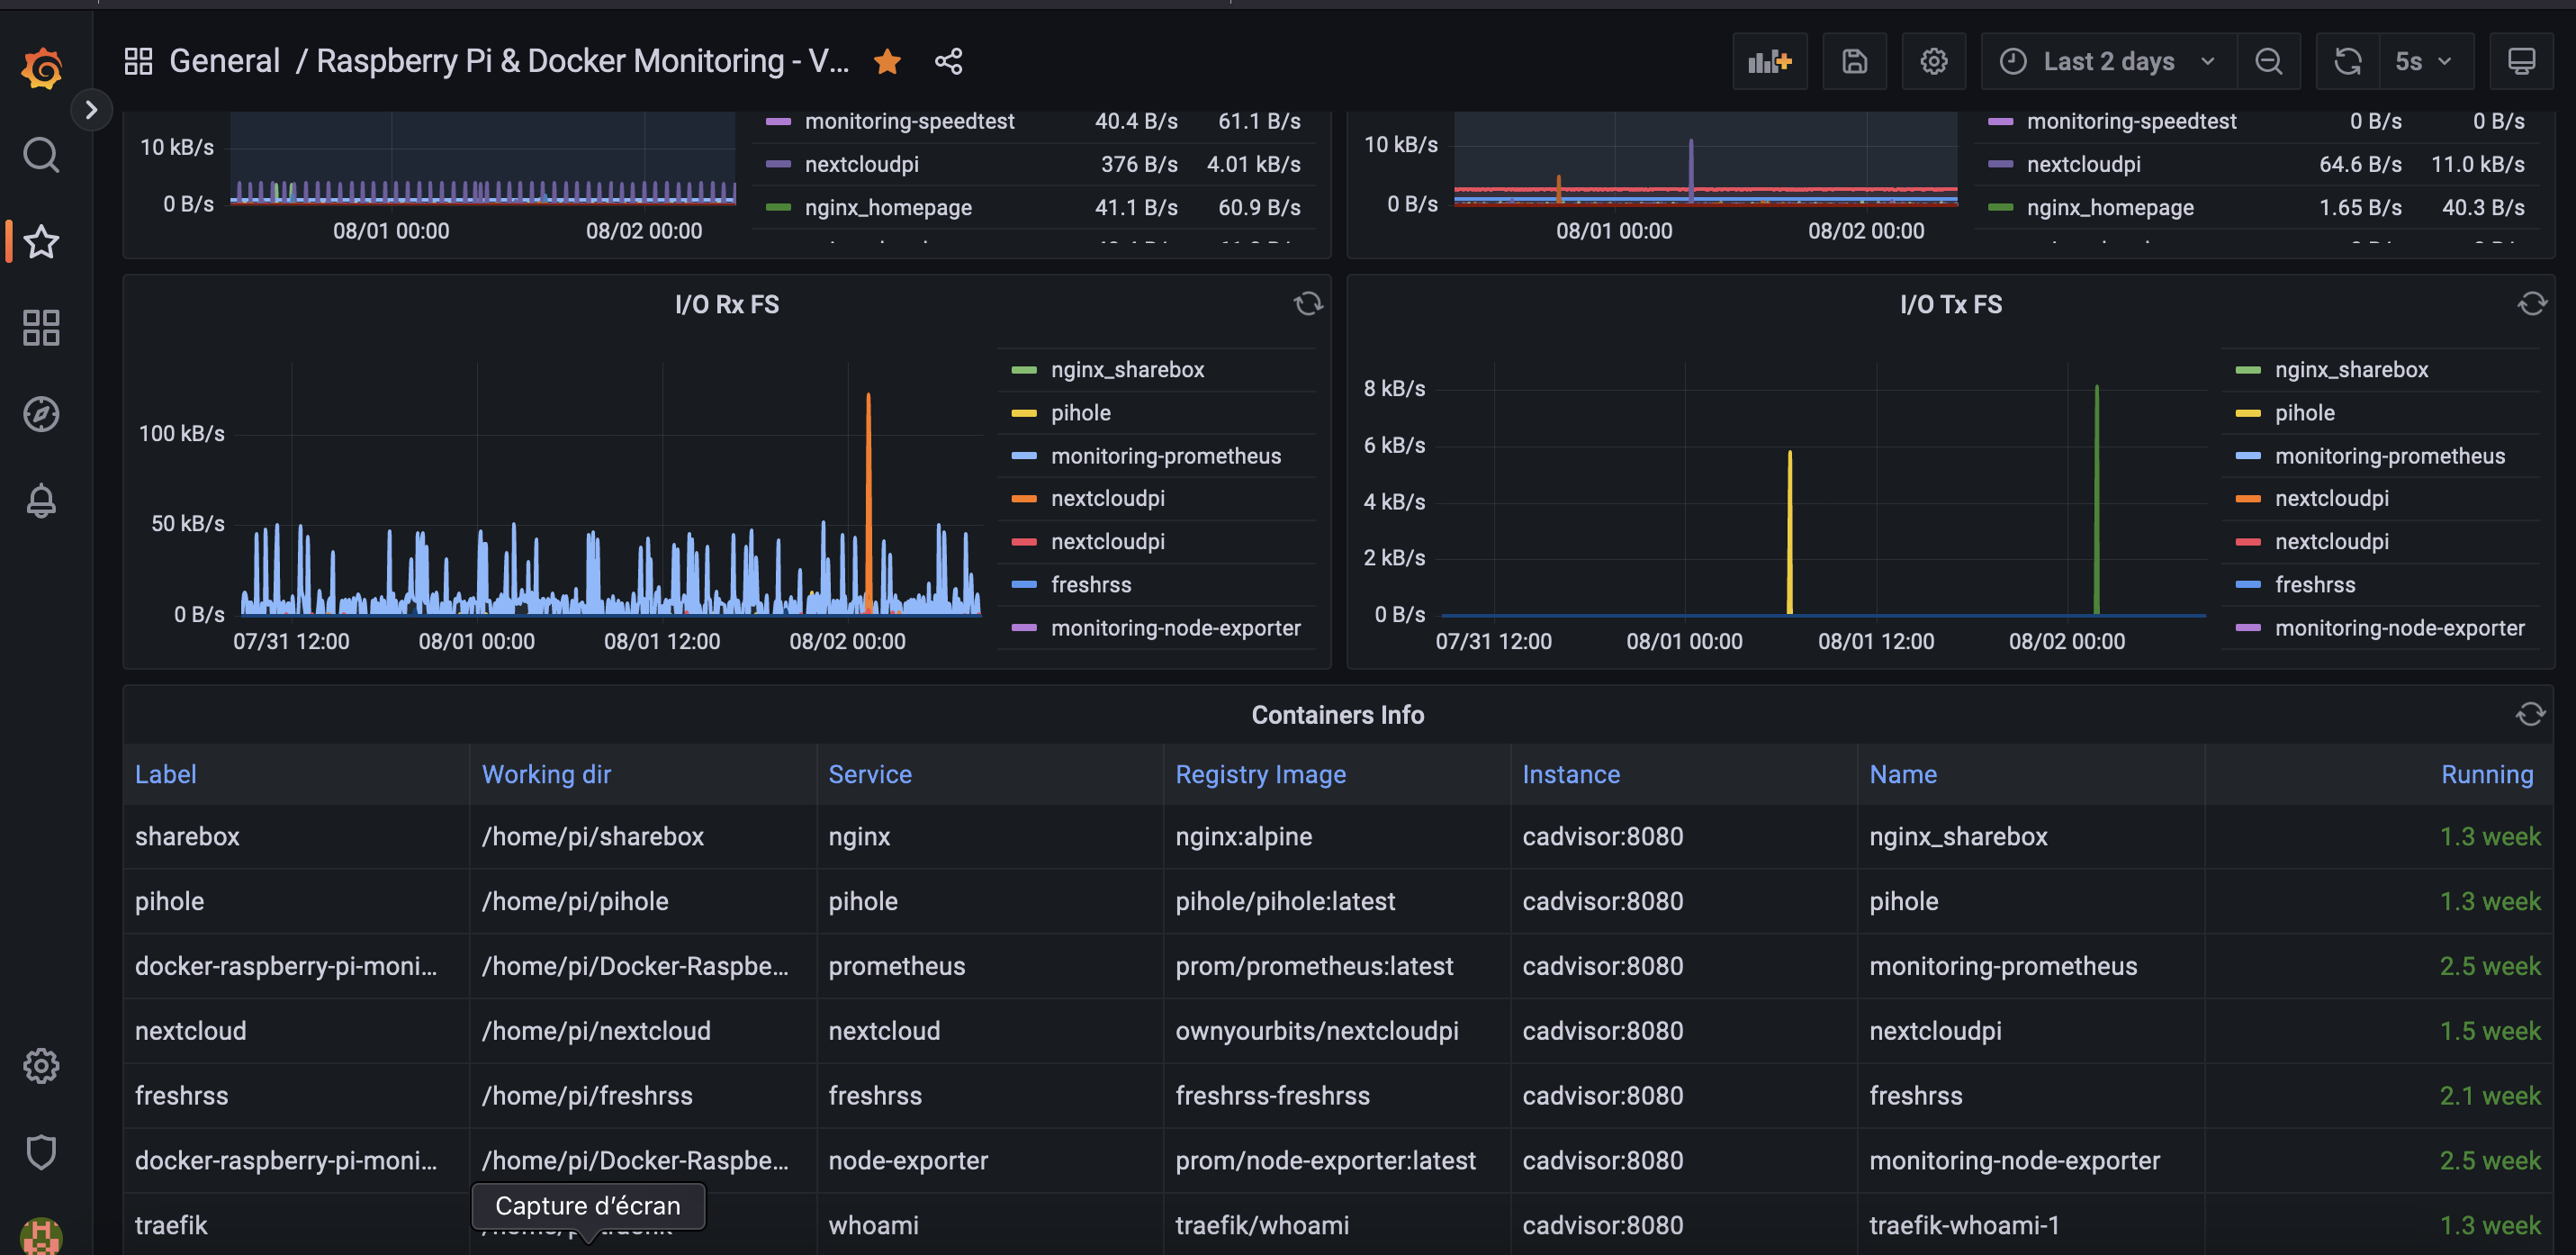 General / Raspberry Pi & Docker Monitoring - V...
Last 2 days
5s
10 kB/s
0 B/s
08/01 00:00 08/02 00:00
monitoring-speedtest 40.4 B/s 61.1 B/s
nextcloudpi 376 B/s 4.01 kB/s
nginx_homepage 41.1 B/s 60.9 B/s
10 kB/s
0 B/s
08/01 00:00 08/02 00:00
monitoring-speedtest 0 B/s 0 B/s
nextcloudpi 64.6 B/s 11.0 kB/s
nginx_homepage 1.65 B/s 40.3 B/s
I/O Rx FS
100 kB/s
50 kB/s
0 B/s
07/31 12:00 08/01 00:00 08/01 12:00 08/02 00:00
nginx_sharebox
pihole
monitoring-prometheus
nextcloudpi
nextcloudpi
freshrss
monitoring-node-exporter
I/O Tx FS
8 kB/s
6 kB/s
4 kB/s
2 kB/s
0 B/s
07/31 12:00 08/01 00:00 08/01 12:00 08/02 00:00
nginx_sharebox
pihole
monitoring-prometheus
nextcloudpi
nextcloudpi
freshrss
monitoring-node-exporter
Containers Info
Label Working dir Service Registry Image Instance Name Running
sharebox /home/pi/sharebox nginx nginx:alpine cadvisor:8080 nginx_sharebox 1.3 week
pihole /home/pi/pihole pihole pihole/pihole:latest cadvisor:8080 pihole 1.3 week
docker-raspberry-pi-moni... /home/pi/Docker-Raspbe... prometheus prom/prometheus:latest cadvisor:8080 monitoring-prometheus 2.5 week
nextcloud /home/pi/nextcloud nextcloud ownyourbits/nextcloudpi cadvisor:8080 nextcloudpi 1.5 week
freshrss /home/pi/freshrss freshrss freshrss-freshrss cadvisor:8080 freshrss 2.1 week
docker-raspberry-pi-moni... /home/pi/Docker-Raspbe... node-exporter prom/node-exporter:latest cadvisor:8080 monitoring-node-exporter 2.5 week
Capture d'écran
traefik whoami traefik/whoami cadvisor:8080 traefik-whoami-1 1.3 week